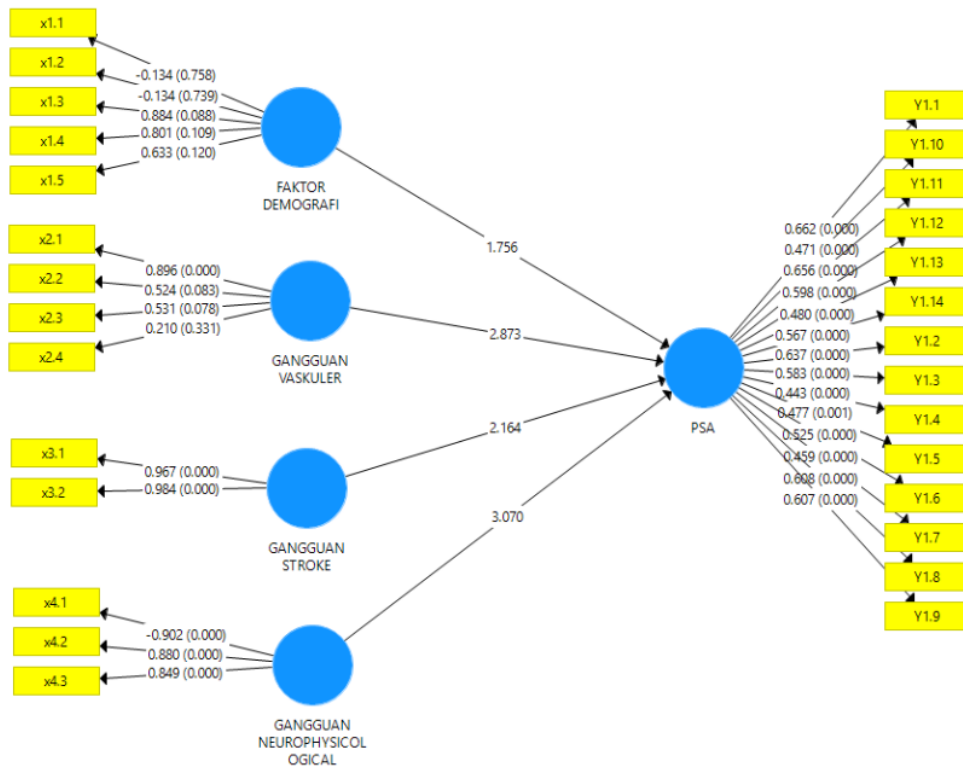 x1.1
x1.2
x1.3
x1.4
x1.5
-0.134 (0.758)
-0.134 (0.739)
0.884 (0.088)
0.801 (0.109)
0.633 (0.120)
FAKTOR
DEMOGRAFI
x2.1
x2.2
x2.3
x2.4
0.896 (0.000)
0.524 (0.083)
0.531 (0.078)
0.210 (0.331)
GANGGUAN
VASKULER
x3.1
x3.2
0.967 (0.000)
0.984 (0.000)
GANGGUAN
STROKE
x4.1
x4.2
x4.3
-0.902 (0.000)
0.880 (0.000)
0.849 (0.000)
GANGGUAN
NEUROPHYSICOL
OGICAL
1.756
2.873
2.164
3.070
PSA
0.662 (0.000)
0.471 (0.000)
0.656 (0.000)
0.598 (0.000)
0.480 (0.000)
0.567 (0.000)
0.637 (0.000)
0.583 (0.000)
0.443 (0.000)
0.477 (0.001)
0.525 (0.000)
0.459 (0.000)
0.608 (0.000)
0.607 (0.000)
Y1.1
Y1.10
Y1.11
Y1.12
Y1.13
Y1.14
Y1.2
Y1.3
Y1.4
Y1.5
Y1.6
Y1.7
Y1.8
Y1.9